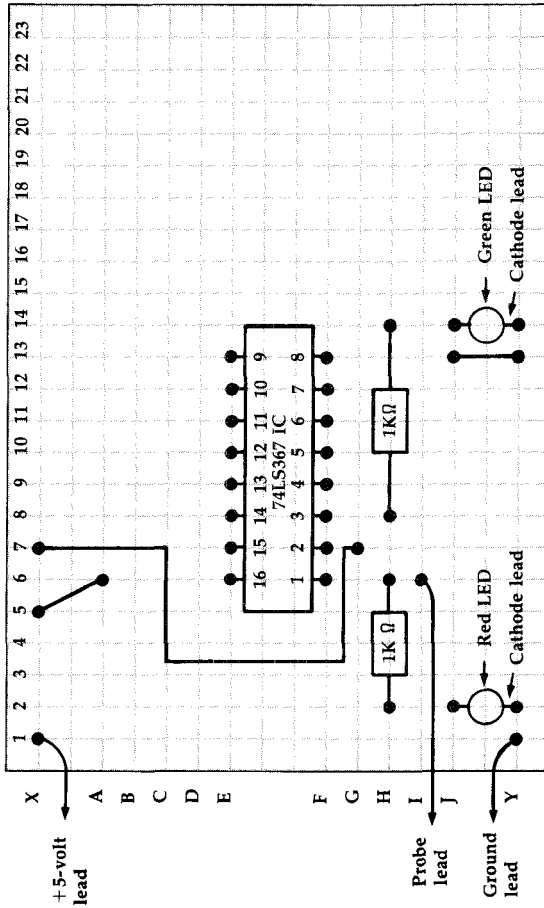 1 2 3 4 5 6 7 8 9 10 11 12 13 14 15 16 17 18 19 20 21 22 23
X
A
B
C
D
E
F
G
H
I
J
Y
+5-volt
lead
16 15 14 13 12 11 10 9
74LS367 IC
1 2 3 4 5 6 7 8
1K Ω
1KΩ
Probe
lead
Ground
lead
Red LED
Cathode lead
Green LED
Cathode lead